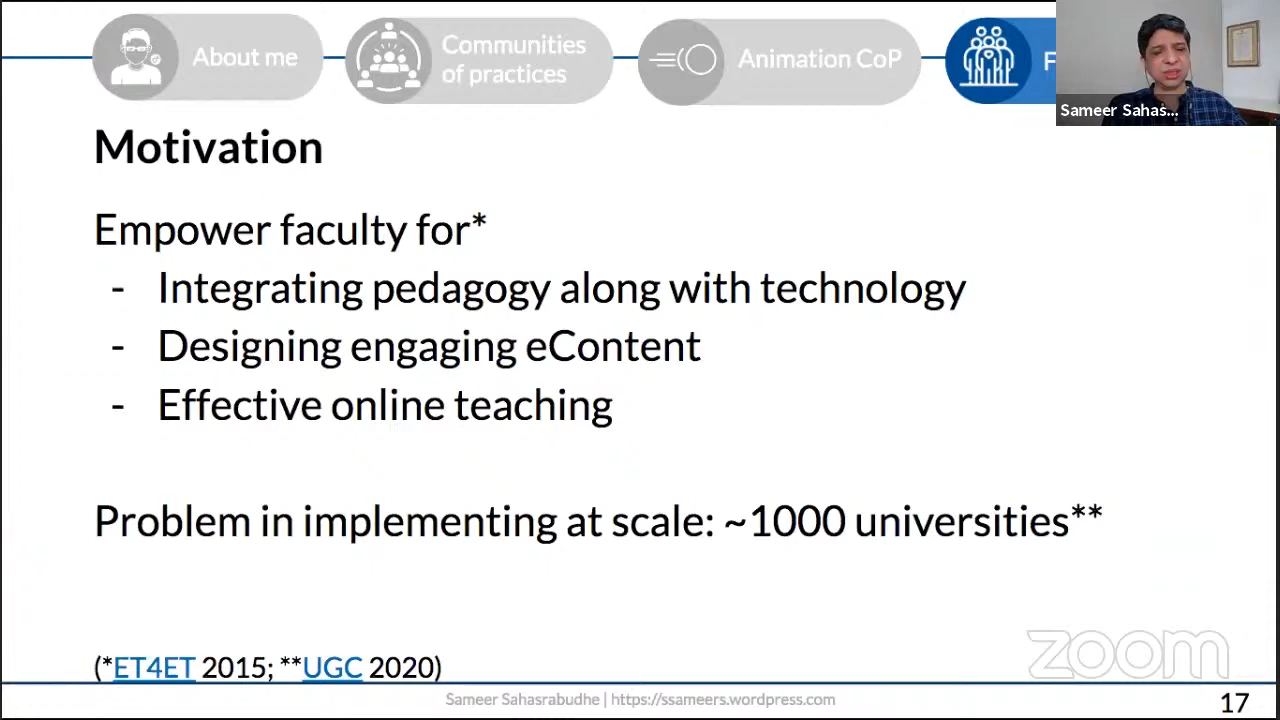 About me
Communities
of practices
Animation CoP
F
Sameer Sahas...
Motivation
Empower faculty for*
- Integrating pedagogy along with technology
- Designing engaging eContent
- Effective online teaching
Problem in implementing at scale: ~1000 universities**
(*ET4ET 2015; **UGC 2020)
zoom
Sameer Sahasrabudhe | https://ssameers.wordpress.com
17